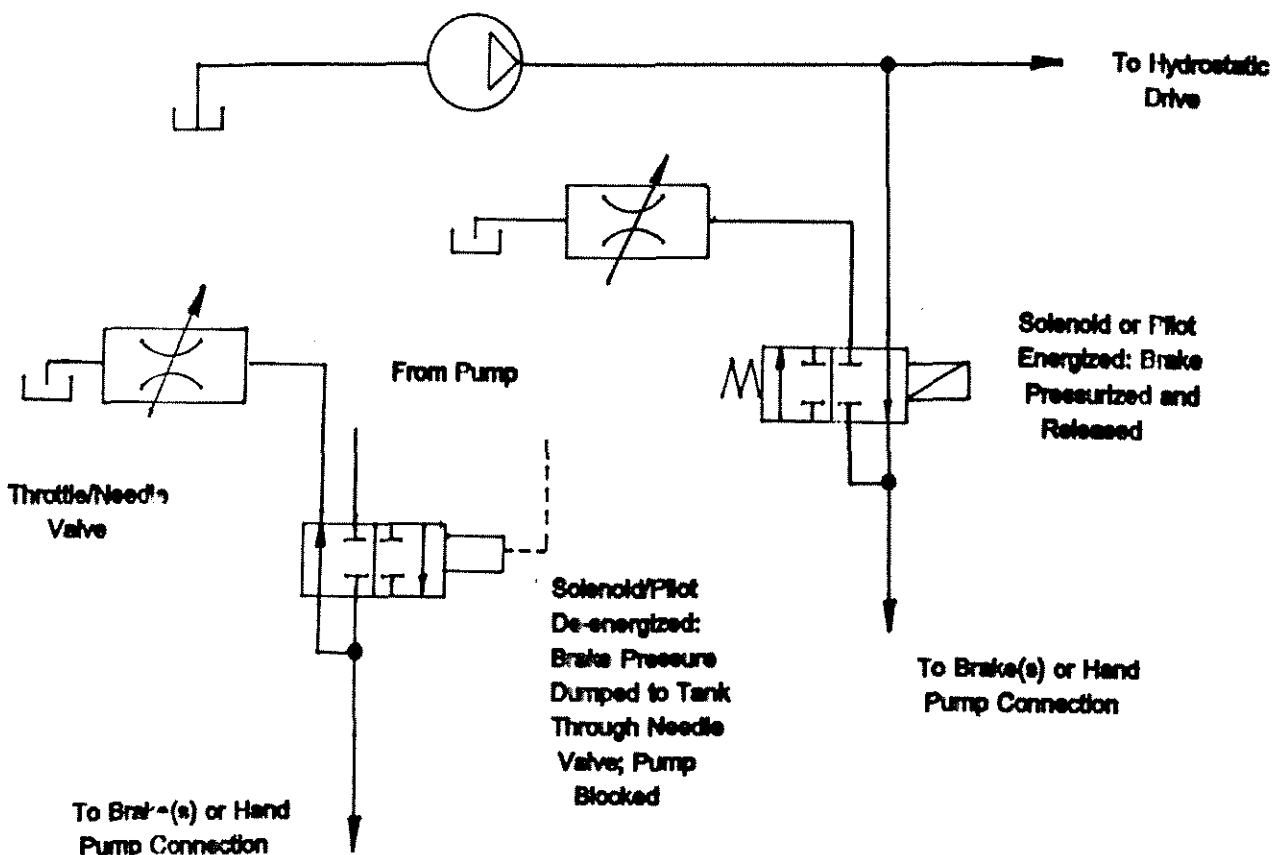 To Hydrostatic
Drive
Solenoid or Pilot
Energized: Brake
Pressurized and
Released
From Pump
Throttle/Needle
Valve
Solenoid/Pilot
De-energized:
Brake Pressure
Dumped to Tank
Through Needle
Valve; Pump
Blocked
To Brake(s) or Hand
Pump Connection
To Brake(s) or Hand
Pump Connection